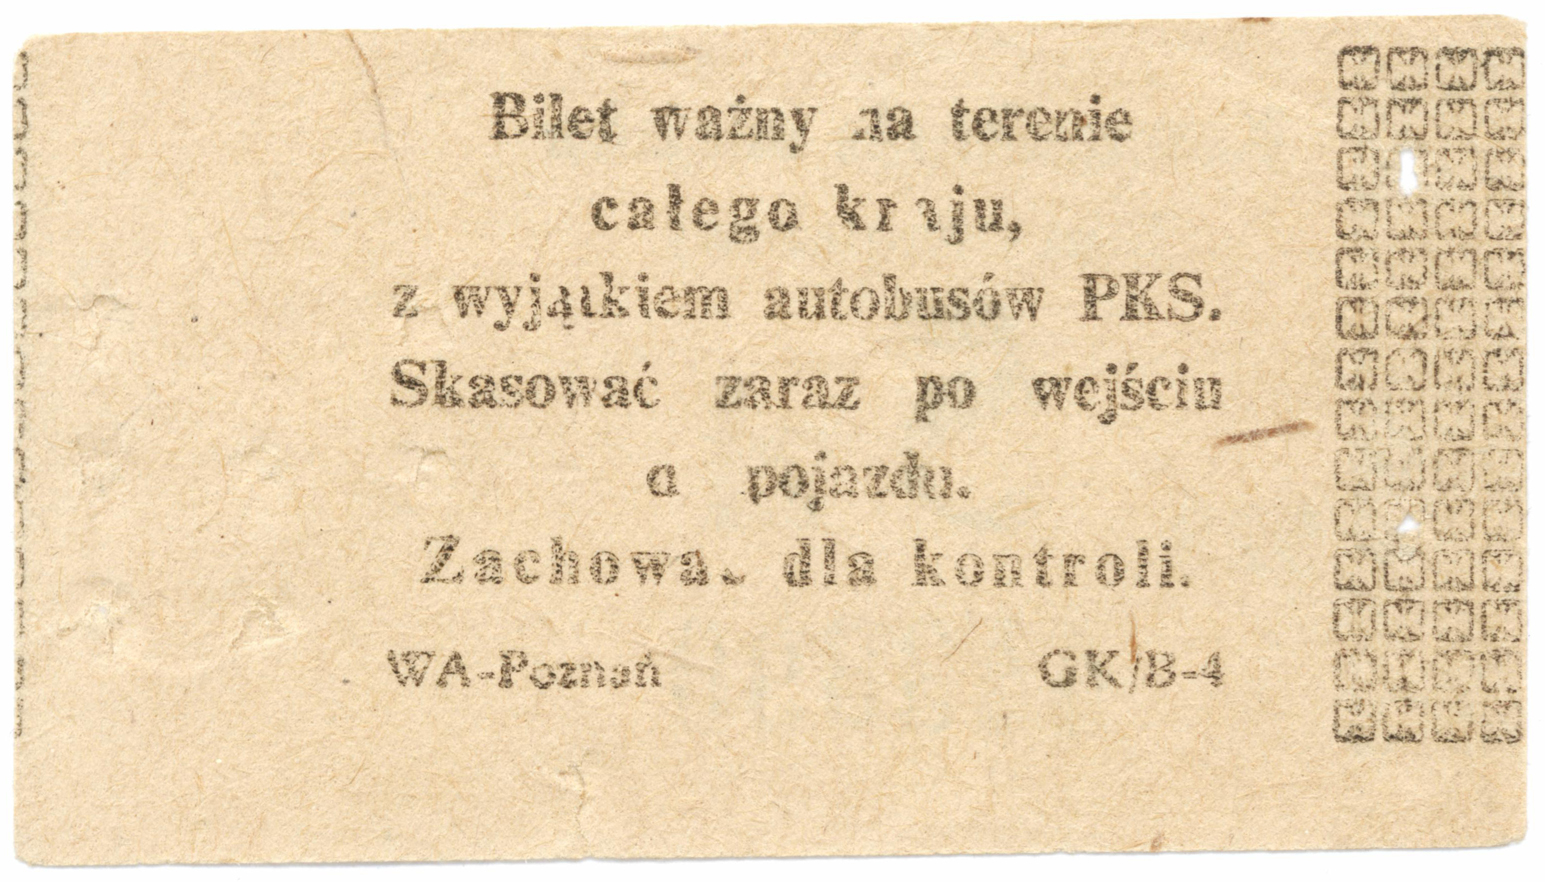 Bilet ważny na terenie
całego kraju,
z wyjątkiem autobusów PKS.
Skasować zaraz po wejściu
pojazdu.
Zachować dla kontroli.
WA-Poznań GK/B-4